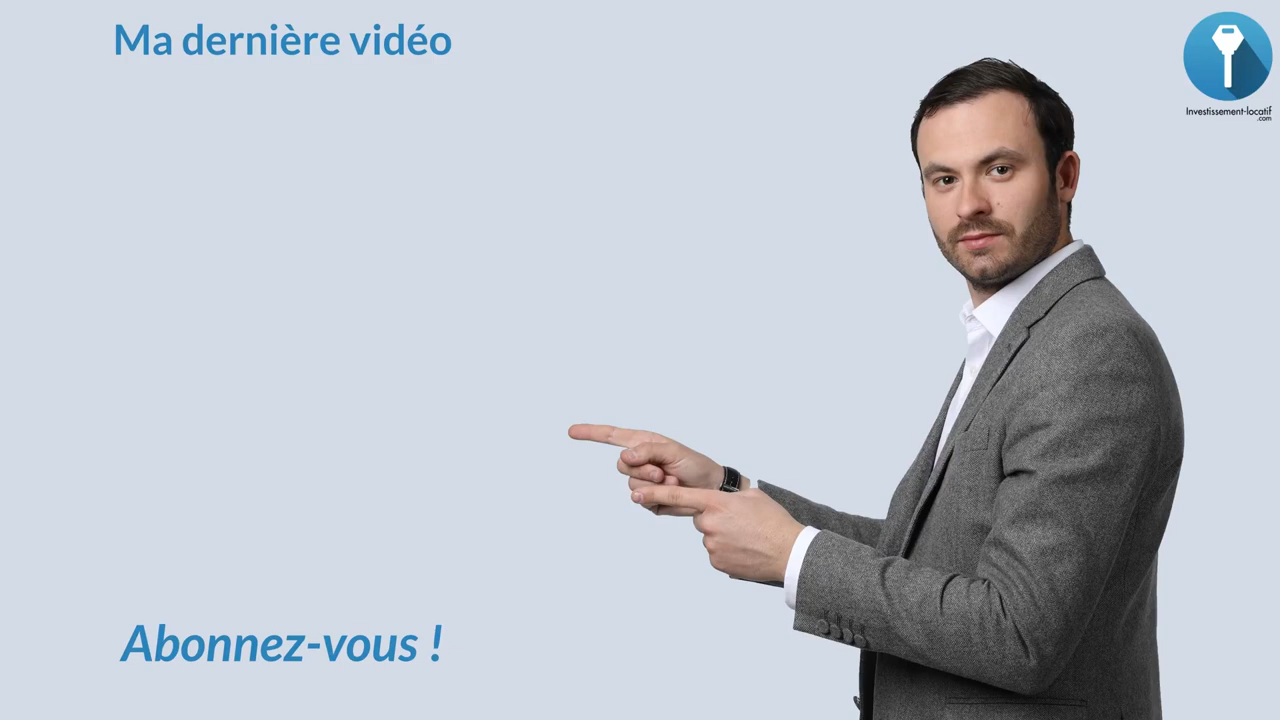 Ma dernière vidéo
Investissement-locatif
.com
Abonnez-vous !